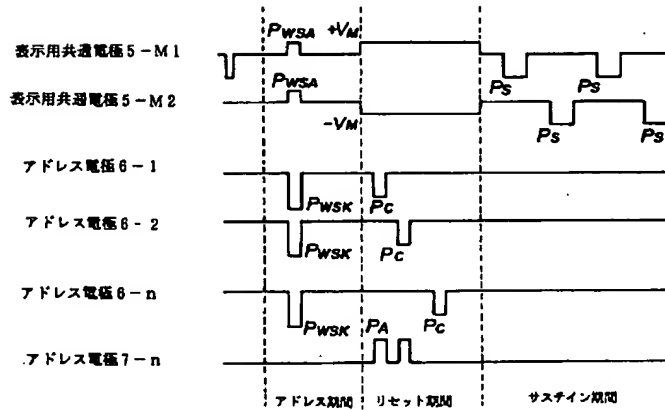 表示用共通電極5-M1 PWSA +VM PS PS
表示用共通電極5-M2 PWSA -VM PS PS
アドレス電極6-1 PWSK PC
アドレス電極6-2 PWSK PC
アドレス電極6-n PWSK PC
アドレス電極7-n PA
アドレス期間 リセット期間 サステイン期間